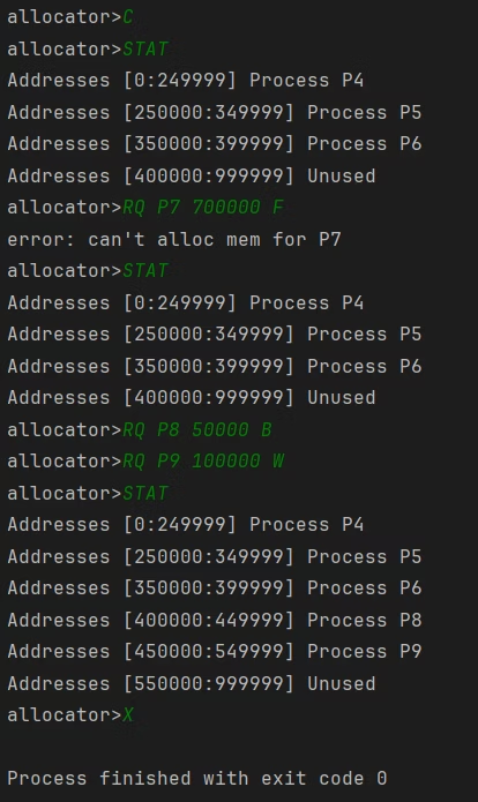 allocator>C
allocator>STAT
Addresses [0:249999] Process P4
Addresses [250000:349999] Process P5
Addresses [350000:399999] Process P6
Addresses [400000:999999] Unused
allocator>RQ P7 700000 F
error: can't alloc mem for P7
allocator>STAT
Addresses [0:249999] Process P4
Addresses [250000:349999] Process P5
Addresses [350000:399999] Process P6
Addresses [400000:999999] Unused
allocator>RQ P8 50000 B
allocator>RQ P9 100000 W
allocator>STAT
Addresses [0:249999] Process P4
Addresses [250000:349999] Process P5
Addresses [350000:399999] Process P6
Addresses [400000:449999] Process P8
Addresses [450000:549999] Process P9
Addresses [550000:999999] Unused
allocator>X
Process finished with exit code 0